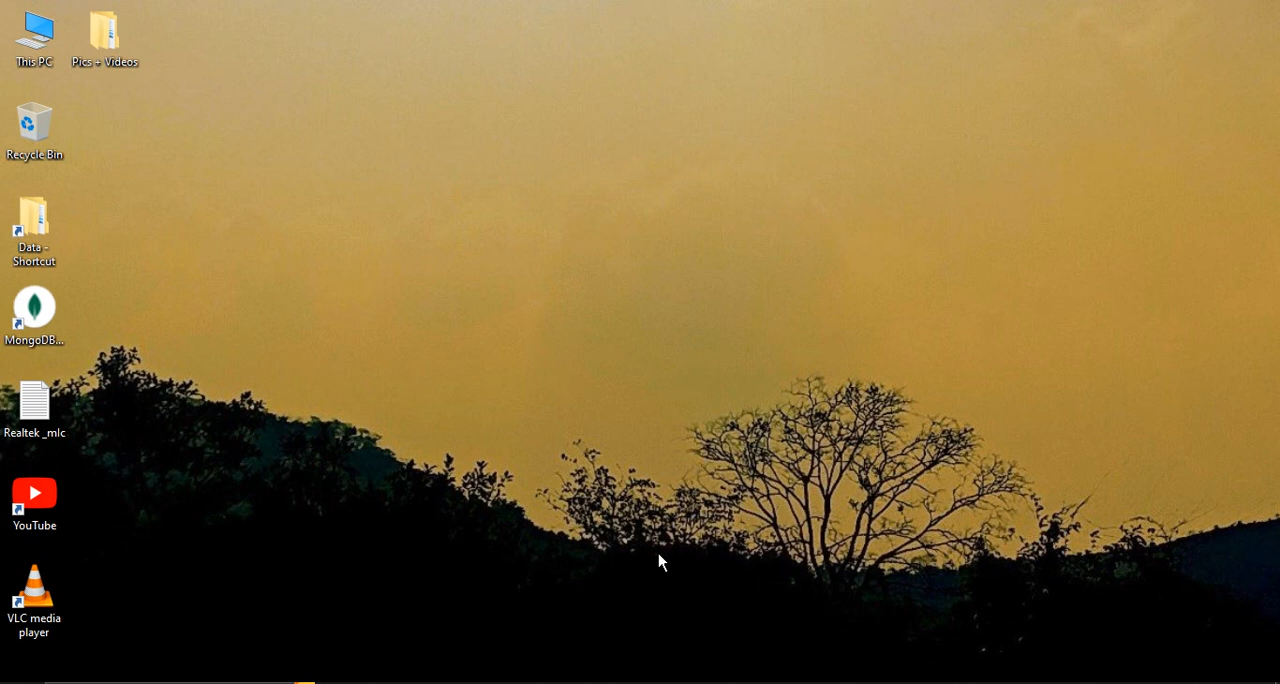 This PC
Pics + Videos
Recycle Bin
Data -
Shortcut
MongoDB...
Realtek _mlc
YouTube
VLC media
player